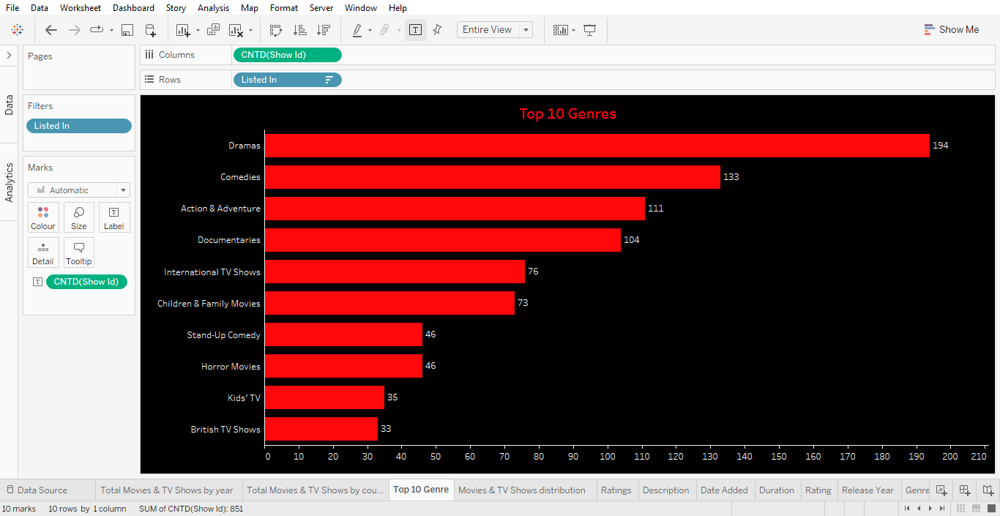 File Data Worksheet Dashboard Story Analysis Map Format Server Window Help
T Entire View Show Me
Pages
Columns CNTD(Show Id)
Rows Listed In
Data
Analytics
Filters
Listed In
Marks
Automatic
Colour Size T Label
Detail Tooltip
T CNTD(Show Id)
Top 10 Genres
Dramas 194
Comedies 133
Action & Adventure 111
Documentaries 104
International TV Shows 76
Children & Family Movies 73
Stand-Up Comedy 46
Horror Movies 46
Kids’ TV 35
British TV Shows 33
0 10 20 30 40 50 60 70 80 90 100 110 120 130 140 150 160 170 180 190 200 210
Data Source Total Movies & TV Shows by year Total Movies & TV Shows by cou... Top 10 Genre Movies & TV Shows distribution Ratings Description Date Added Duration Rating Release Year Genre
10 marks 10 rows by 1 column SUM of CNTD(Show Id): 851